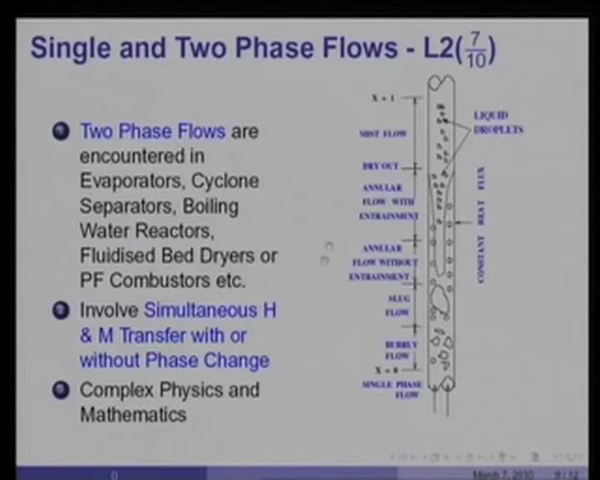 Single and Two Phase Flows - L2(7/10)
Two Phase Flows are
encountered in
Evaporators, Cyclone
Separators, Boiling
Water Reactors,
Fluidised Bed Dryers or
PF Combustors etc.
Involve Simultaneous H
& M Transfer with or
without Phase Change
Complex Physics and
Mathematics
X = 1
MIST FLOW
DRY OUT
ANNULAR
FLOW WITH
ENTRAINMENT
ANNULAR
FLOW WITHOUT
ENTRAINMENT
SLUG
FLOW
BUBBLY
FLOW
X = 0
SINGLE PHASE
FLOW
LIQUID
DROPLETS
CONSTANT HEAT FLUX
()
March 7, 2010 9 / 12